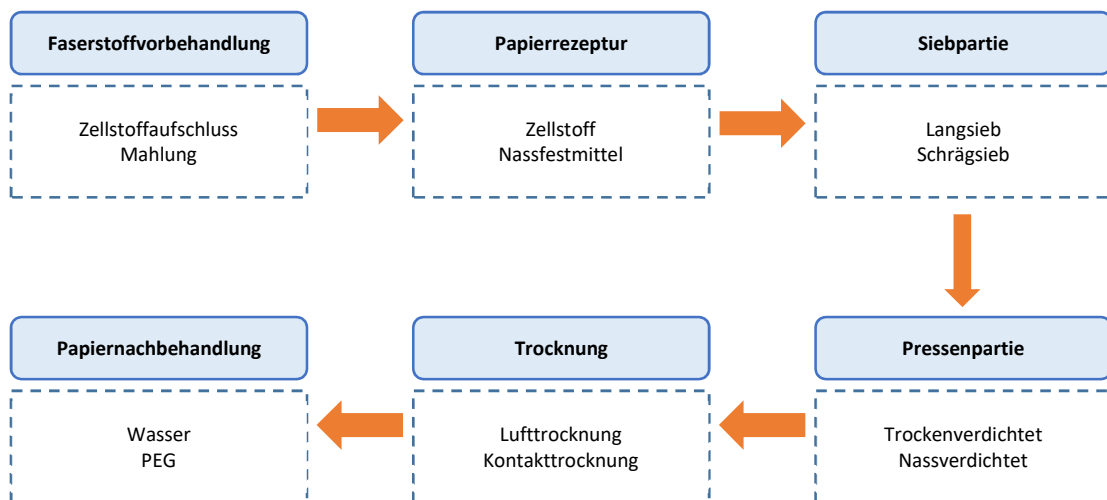 Faserstoffvorbehandlung
Zellstoffaufschluss
Mahlung
Papierrezeptur
Zellstoff
Nassfestmittel
Siebpartie
Langsieb
Schrägsieb
Pressenpartie
Trockenverdichtet
Nassverdichtet
Trocknung
Lufttrocknung
Kontakttrocknung
Papiernachbehandlung
Wasser
PEG